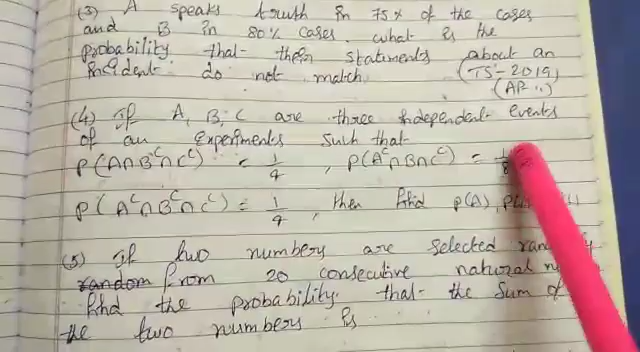 (3) A speaks truth in 75% of the cases
and B in 80% cases. what is the
probability that their statements about an
incident do not match. (TS-2019)
(AP ..)
(4) If A, B, C are three independent events
of an experiments such that
P(A∩B^c∩C^c) = 1/4 , P(A^c∩B∩C^c) = 1/8
P(A^c∩B^c∩C^c) = 1/4 , then find P(A),
(5) If two numbers are selected
random from 20 consecutive natural
find the probability that the sum of
the two numbers is